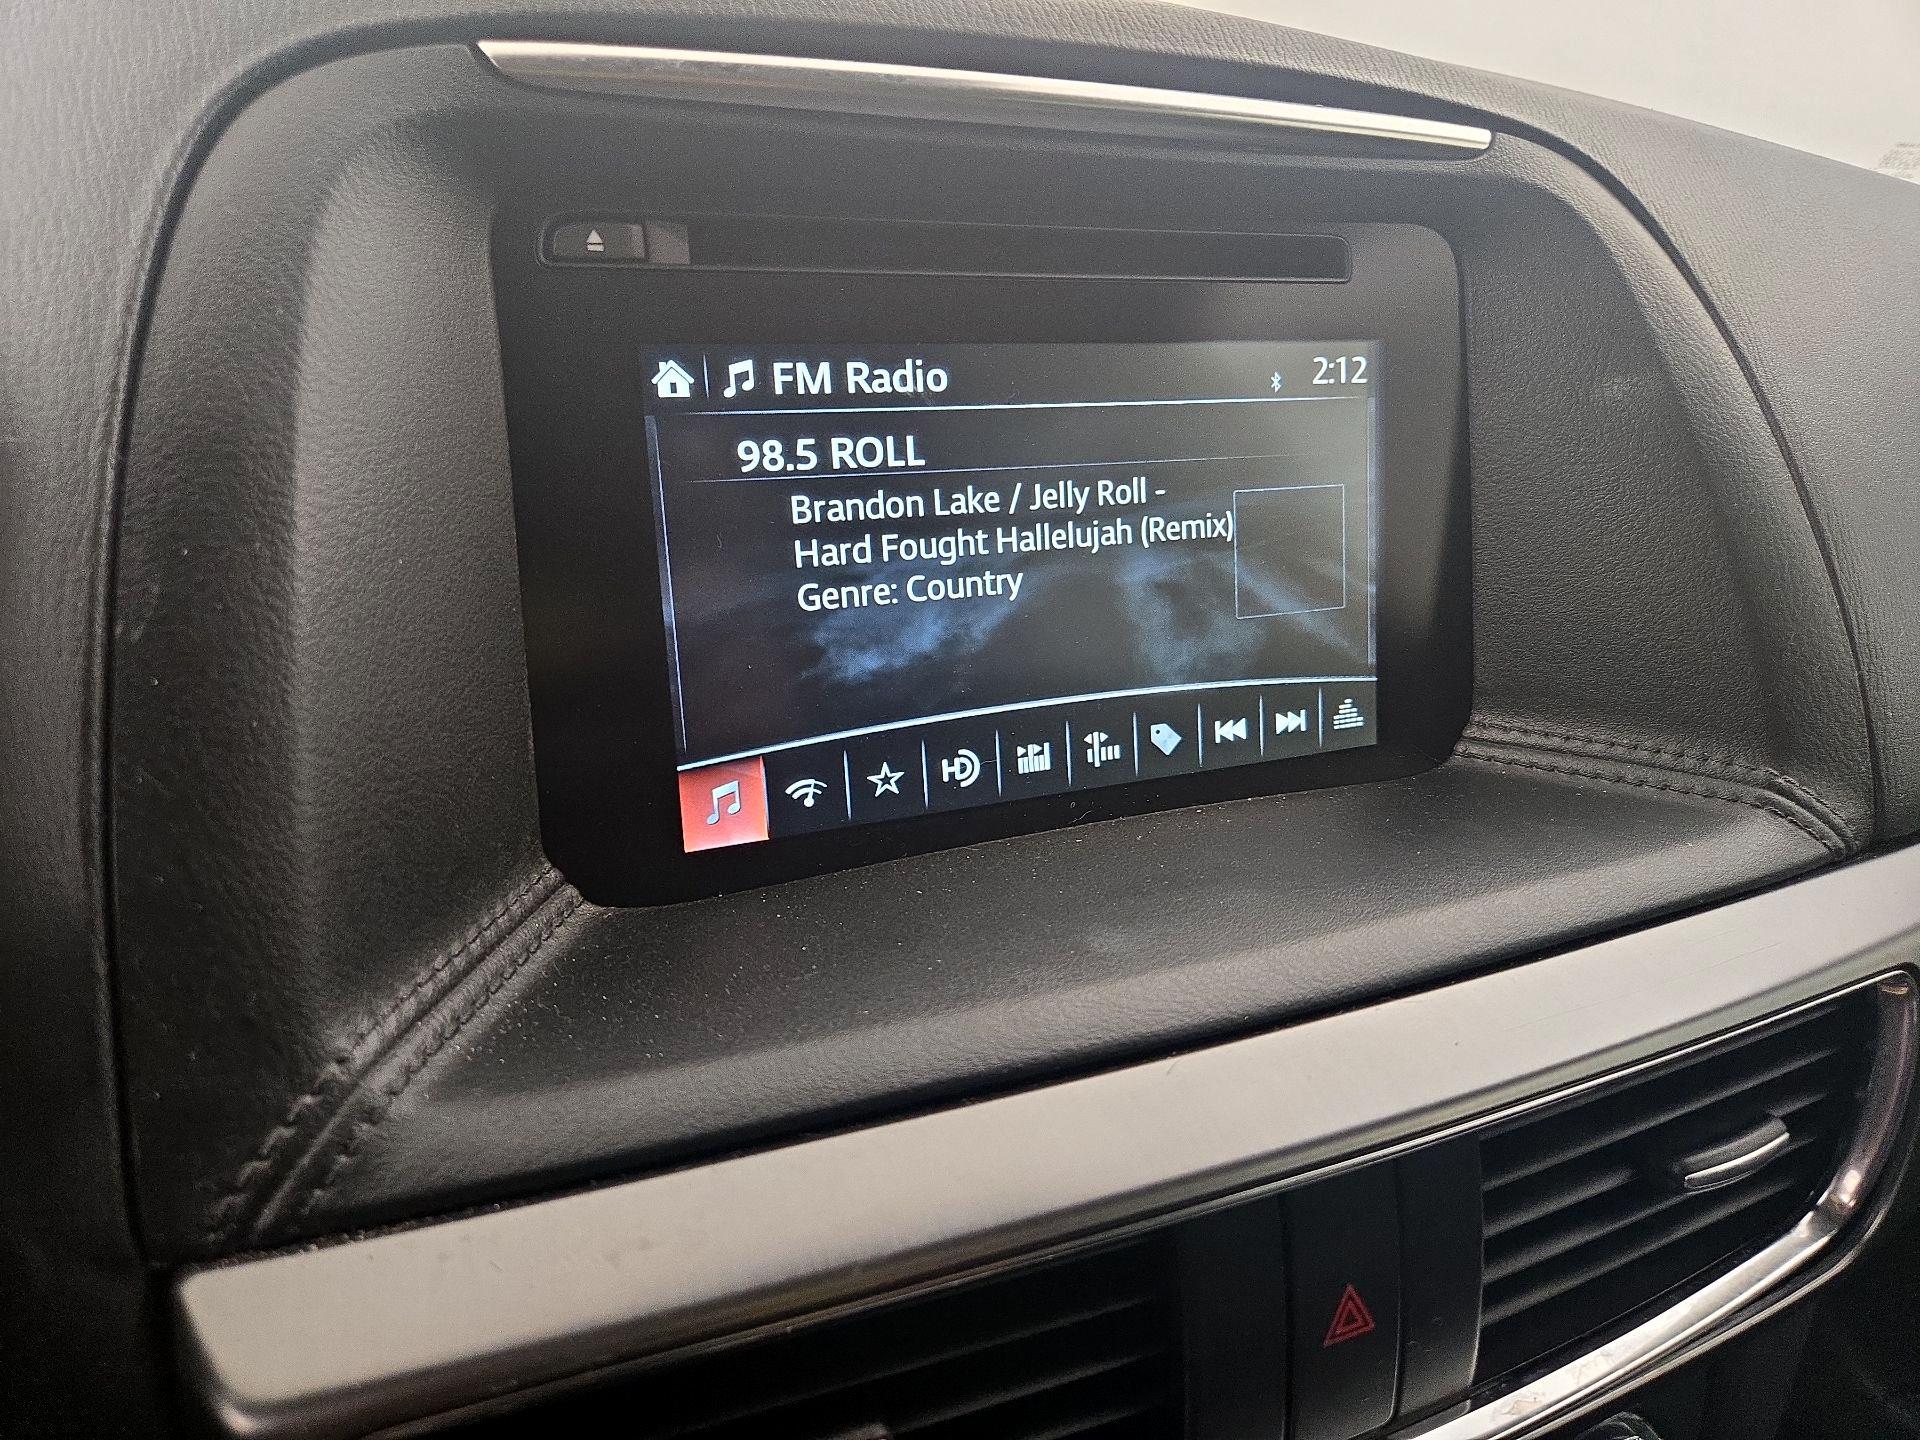 FM Radio
2:12
98.5 ROLL
Brandon Lake / Jelly Roll -
Hard Fought Hallelujah (Remix)
Genre: Country
HD